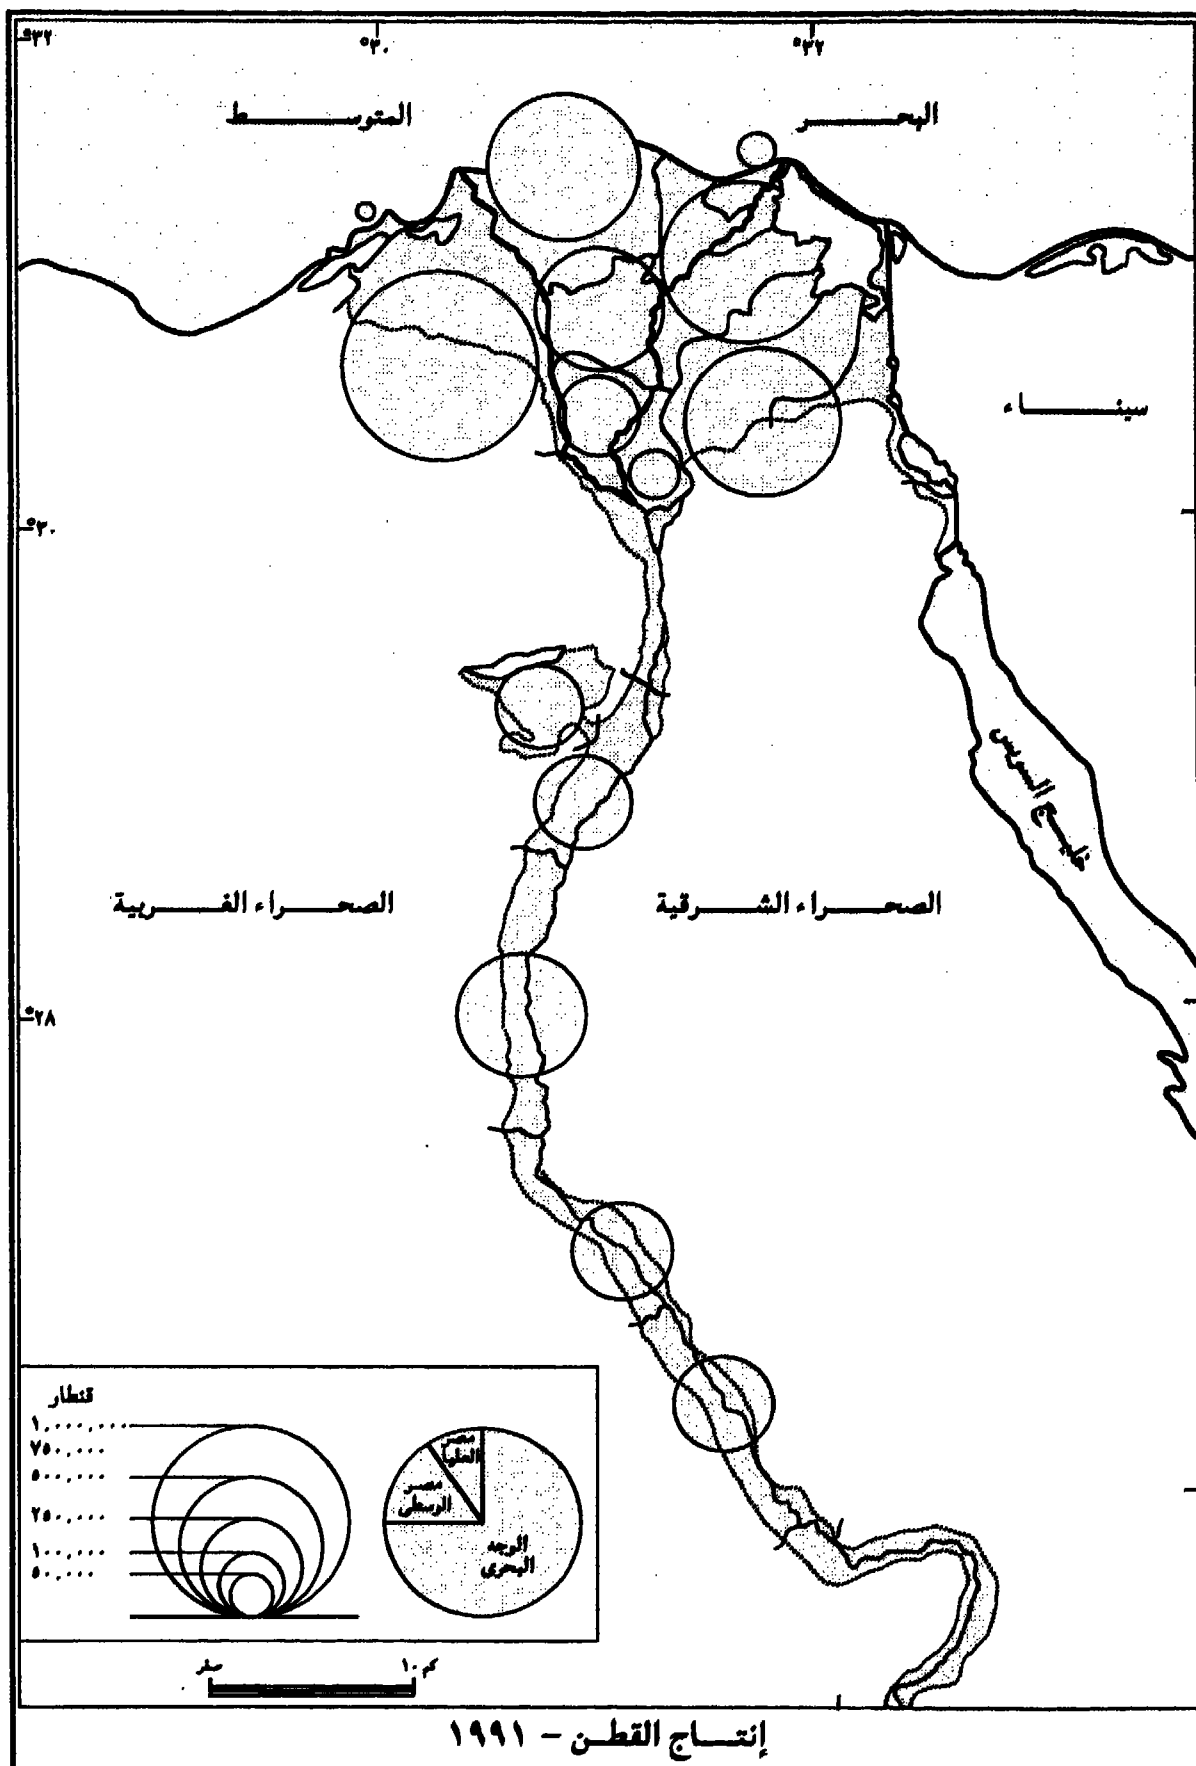 °٣٢
°٣٠
°٣٢
البحر
المتوسط
سيناء
°٣٠
خليج السويس
الصحراء الغربية
الصحراء الشرقية
°٢٨
قنطار
١,٠٠٠,٠٠٠
٧٥٠,٠٠٠
٥٠٠,٠٠٠
٢٥٠,٠٠٠
١٠٠,٠٠٠
٥٠,٠٠٠
مصر العليا
مصر الوسطى
الوجه البحرى
صفر
١٠ كم
إنتاج القطن - ١٩٩١